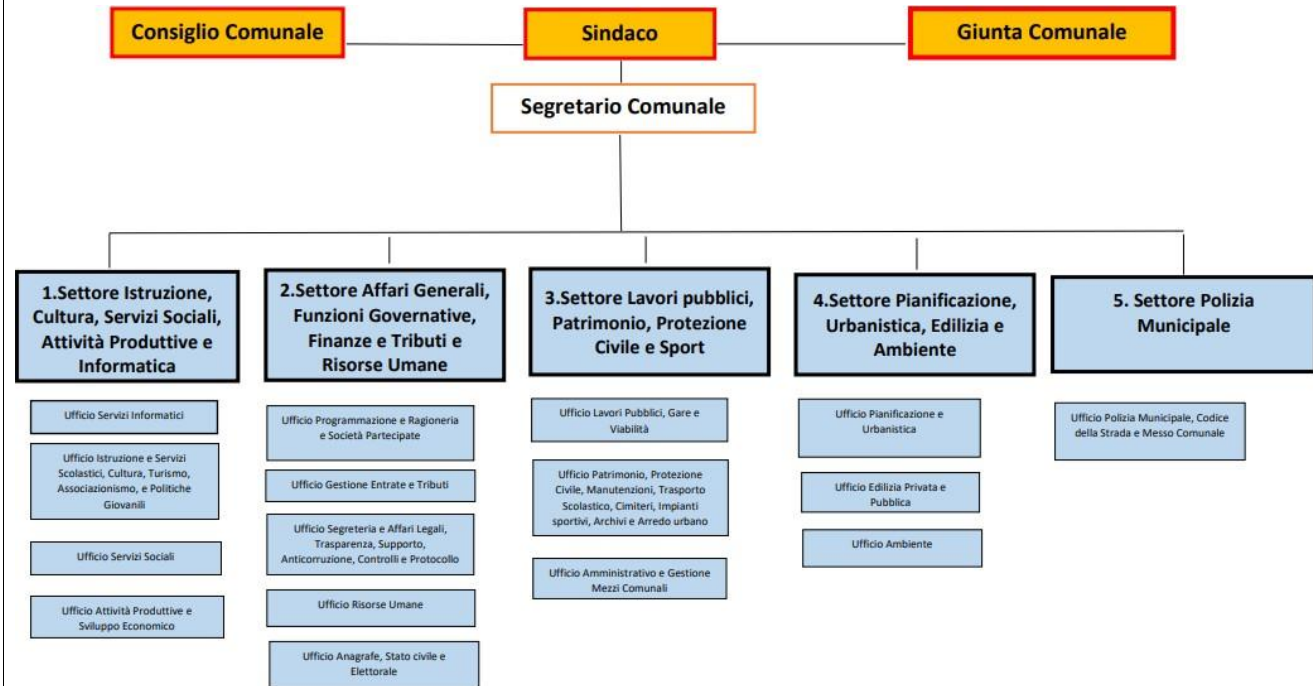 Consiglio Comunale
Sindaco
Giunta Comunale
Segretario Comunale
1.Settore Istruzione,
Cultura, Servizi Sociali,
Attività Produttive e
Informatica
2.Settore Affari Generali,
Funzioni Governative,
Finanze e Tributi e
Risorse Umane
3.Settore Lavori pubblici,
Patrimonio, Protezione
Civile e Sport
4.Settore Pianificazione,
Urbanistica, Edilizia e
Ambiente
5. Settore Polizia
Municipale
Ufficio Servizi Informatici
Ufficio Istruzione e Servizi
Scolastici, Cultura, Turismo,
Associazionismo, e Politiche
Giovanili
Ufficio Servizi Sociali
Ufficio Attività Produttive e
Sviluppo Economico
Ufficio Programmazione e Ragioneria
e Società Partecipate
Ufficio Gestione Entrate e Tributi
Ufficio Segreteria e Affari Legali,
Trasparenza, Supporto,
Anticorruzione, Controlli e Protocollo
Ufficio Risorse Umane
Ufficio Anagrafe, Stato civile e
Elettorale
Ufficio Lavori Pubblici, Gare e
Viabilità
Ufficio Patrimonio, Protezione
Civile, Manutenzioni, Trasporto
Scolastico, Cimiteri, Impianti
sportivi, Archivi e Arredo urbano
Ufficio Amministrativo e Gestione
Mezzi Comunali
Ufficio Pianificazione e
Urbanistica
Ufficio Edilizia Privata e
Pubblica
Ufficio Ambiente
Ufficio Polizia Municipale, Codice
della Strada e Messo Comunale